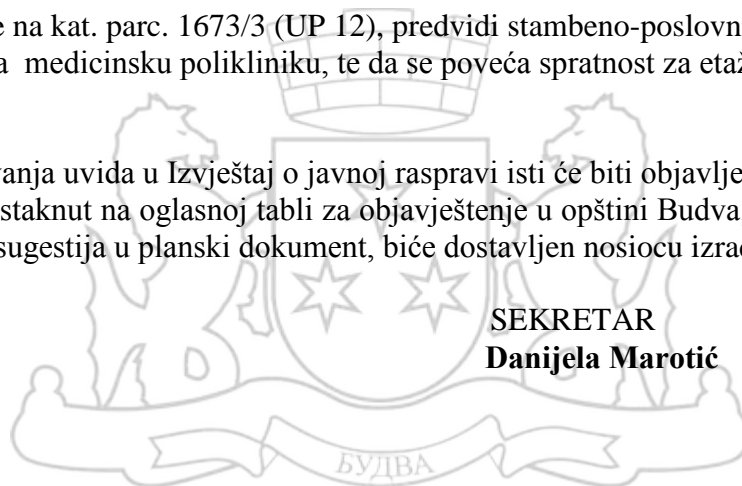 e na kat. parc. 1673/3 (UP 12), predvidi stambeno-poslovn
a medicinsku polikliniku, te da se poveća spratnost za etaž
vanja uvida u Izvještaj o javnoj raspravi isti će biti objavlje
staknut na oglasnoj tabli za objavještenje u opštini Budva
sugestija u planski dokument, biće dostavljen nosiocu izrad
SEKRETAR
Danijela Marotić
БУДВА